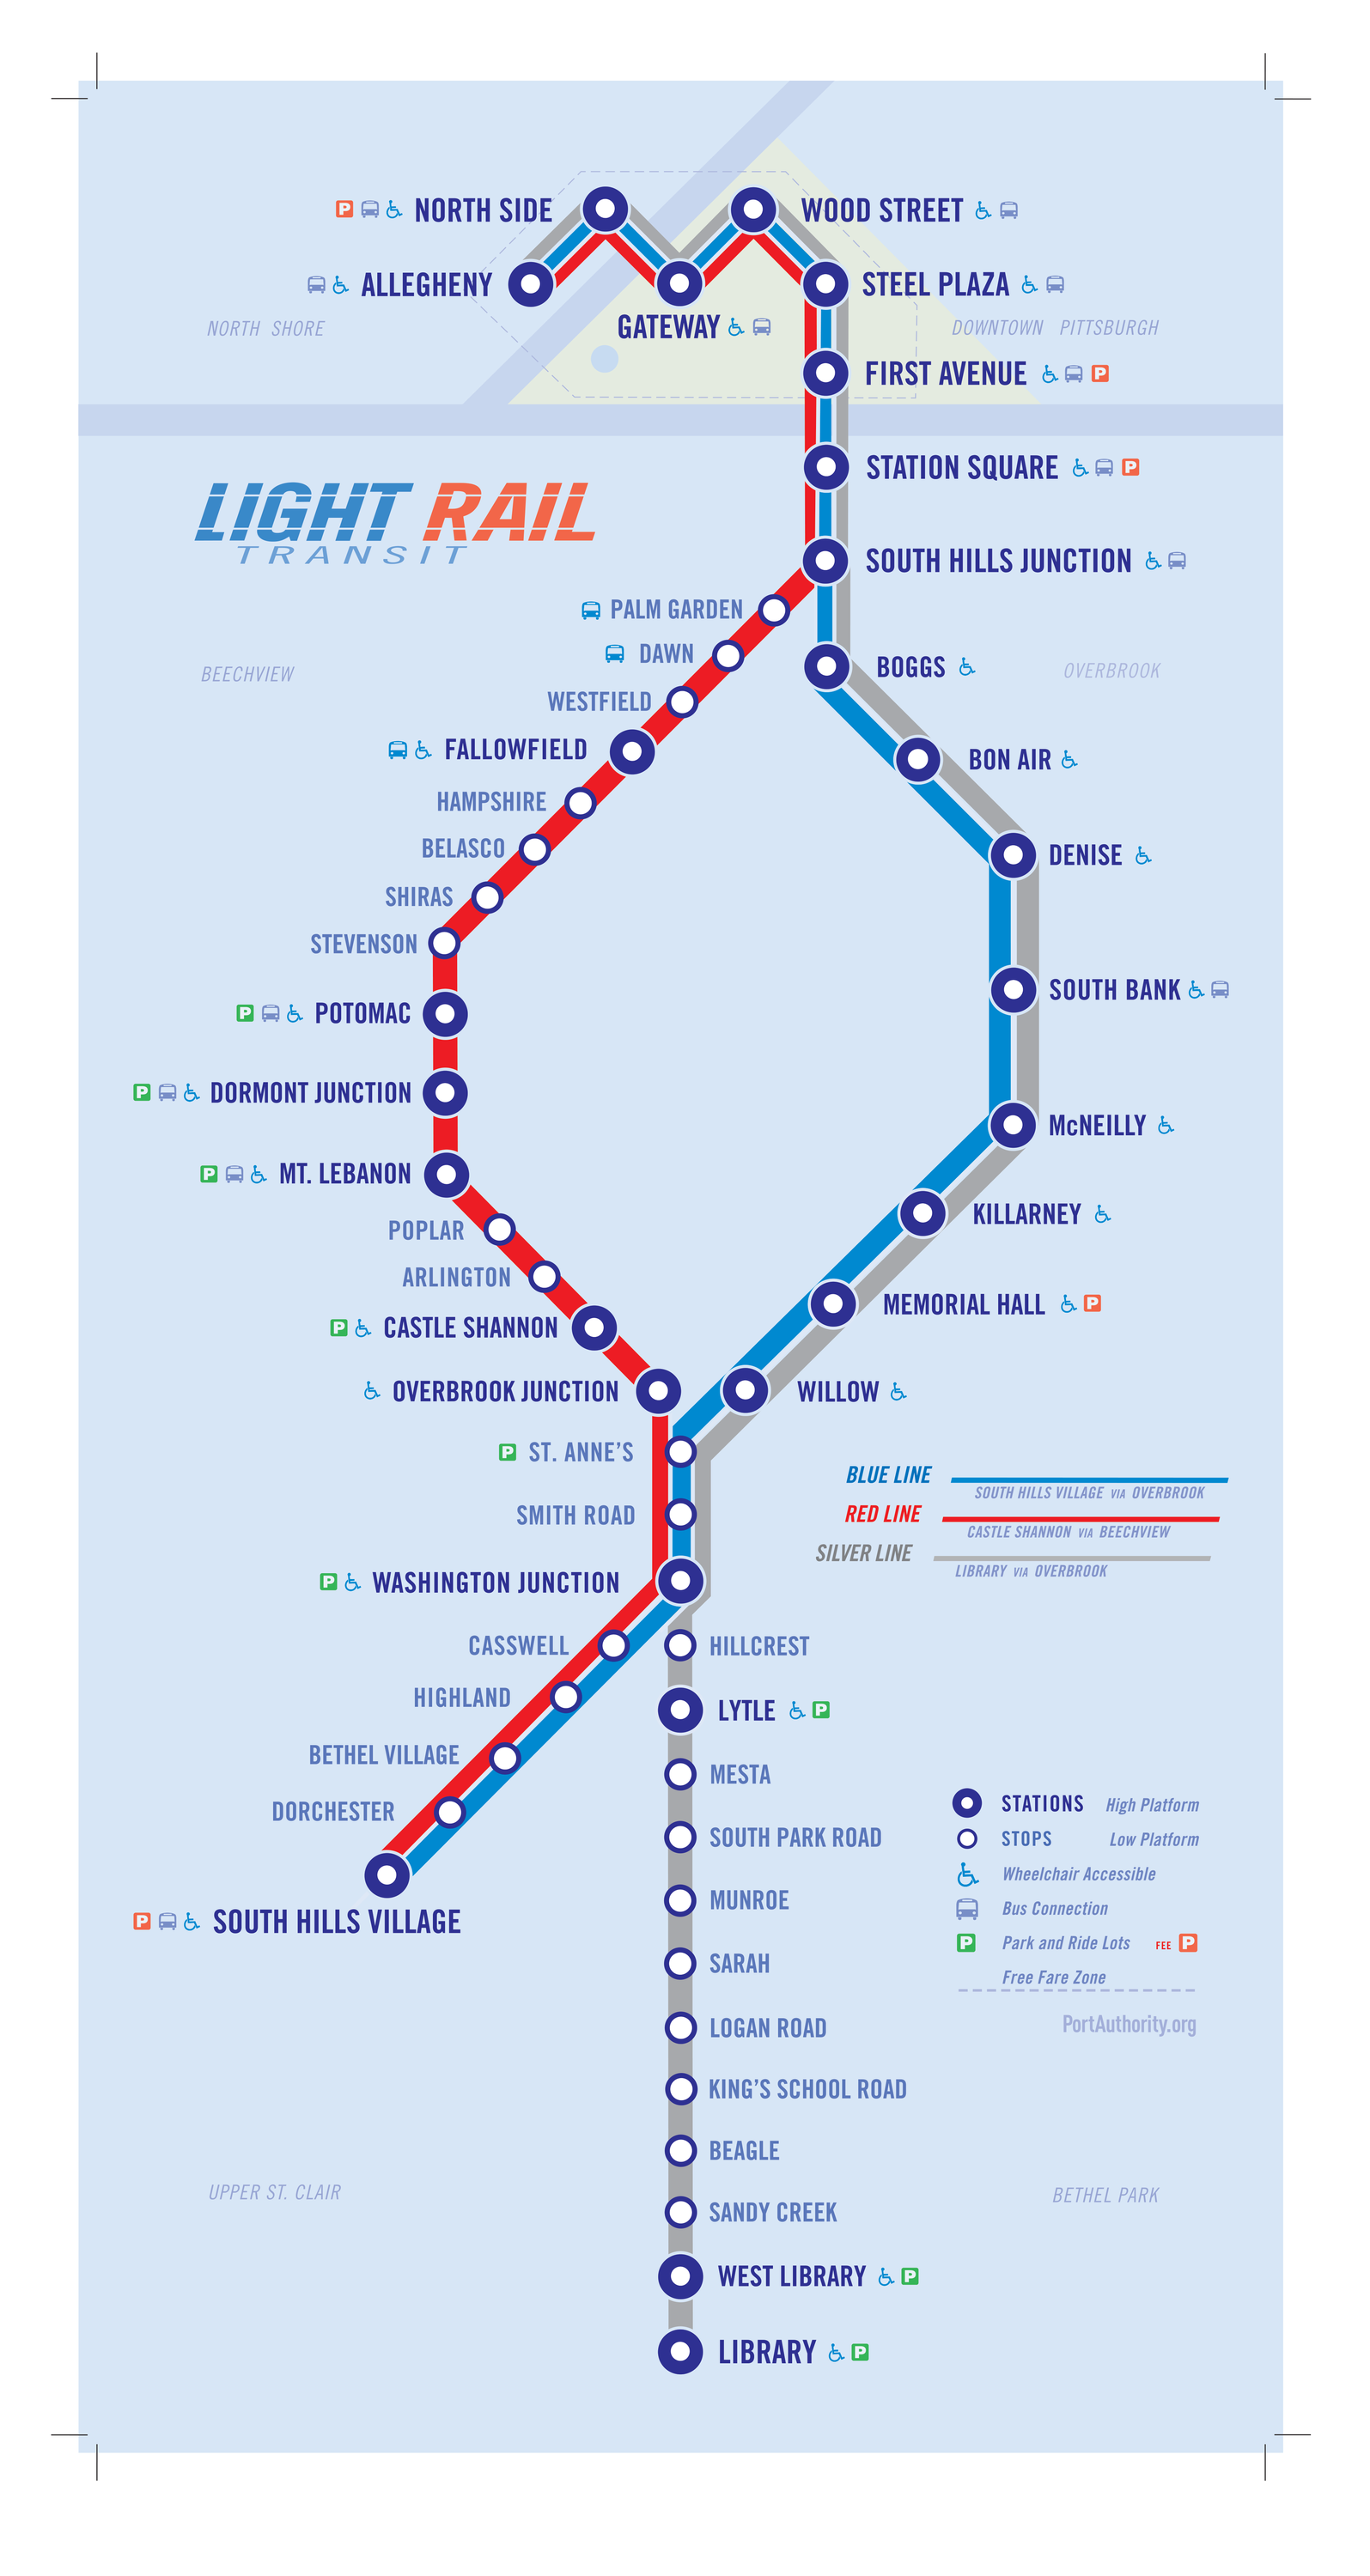 NORTH SIDE
WOOD STREET
ALLEGHENY
STEEL PLAZA
GATEWAY
NORTH SHORE
DOWNTOWN PITTSBURGH
FIRST AVENUE
STATION SQUARE
LIGHT RAIL
TRANSIT
SOUTH HILLS JUNCTION
PALM GARDEN
DAWN
BEECHVIEW
BOGGS
OVERBROOK
WESTFIELD
FALLOWFIELD
BON AIR
HAMPSHIRE
BELASCO
DENISE
SHIRAS
STEVENSON
SOUTH BANK
POTOMAC
DORMONT JUNCTION
McNEILLY
MT. LEBANON
KILLARNEY
POPLAR
ARLINGTON
MEMORIAL HALL
CASTLE SHANNON
OVERBROOK JUNCTION
WILLOW
ST. ANNE'S
BLUE LINE
SOUTH HILLS VILLAGE VIA OVERBROOK
SMITH ROAD
RED LINE
CASTLE SHANNON VIA BEECHVIEW
SILVER LINE
LIBRARY VIA OVERBROOK
WASHINGTON JUNCTION
CASSWELL
HILLCREST
HIGHLAND
LYTLE
BETHEL VILLAGE
MESTA
DORCHESTER
SOUTH PARK ROAD
SOUTH HILLS VILLAGE
MUNROE
SARAH
LOGAN ROAD
KING'S SCHOOL ROAD
BEAGLE
SANDY CREEK
WEST LIBRARY
LIBRARY
STATIONS High Platform
STOPS Low Platform
Wheelchair Accessible
Bus Connection
P Park and Ride Lots FEE P
Free Fare Zone
PortAuthority.org
UPPER ST. CLAIR
BETHEL PARK